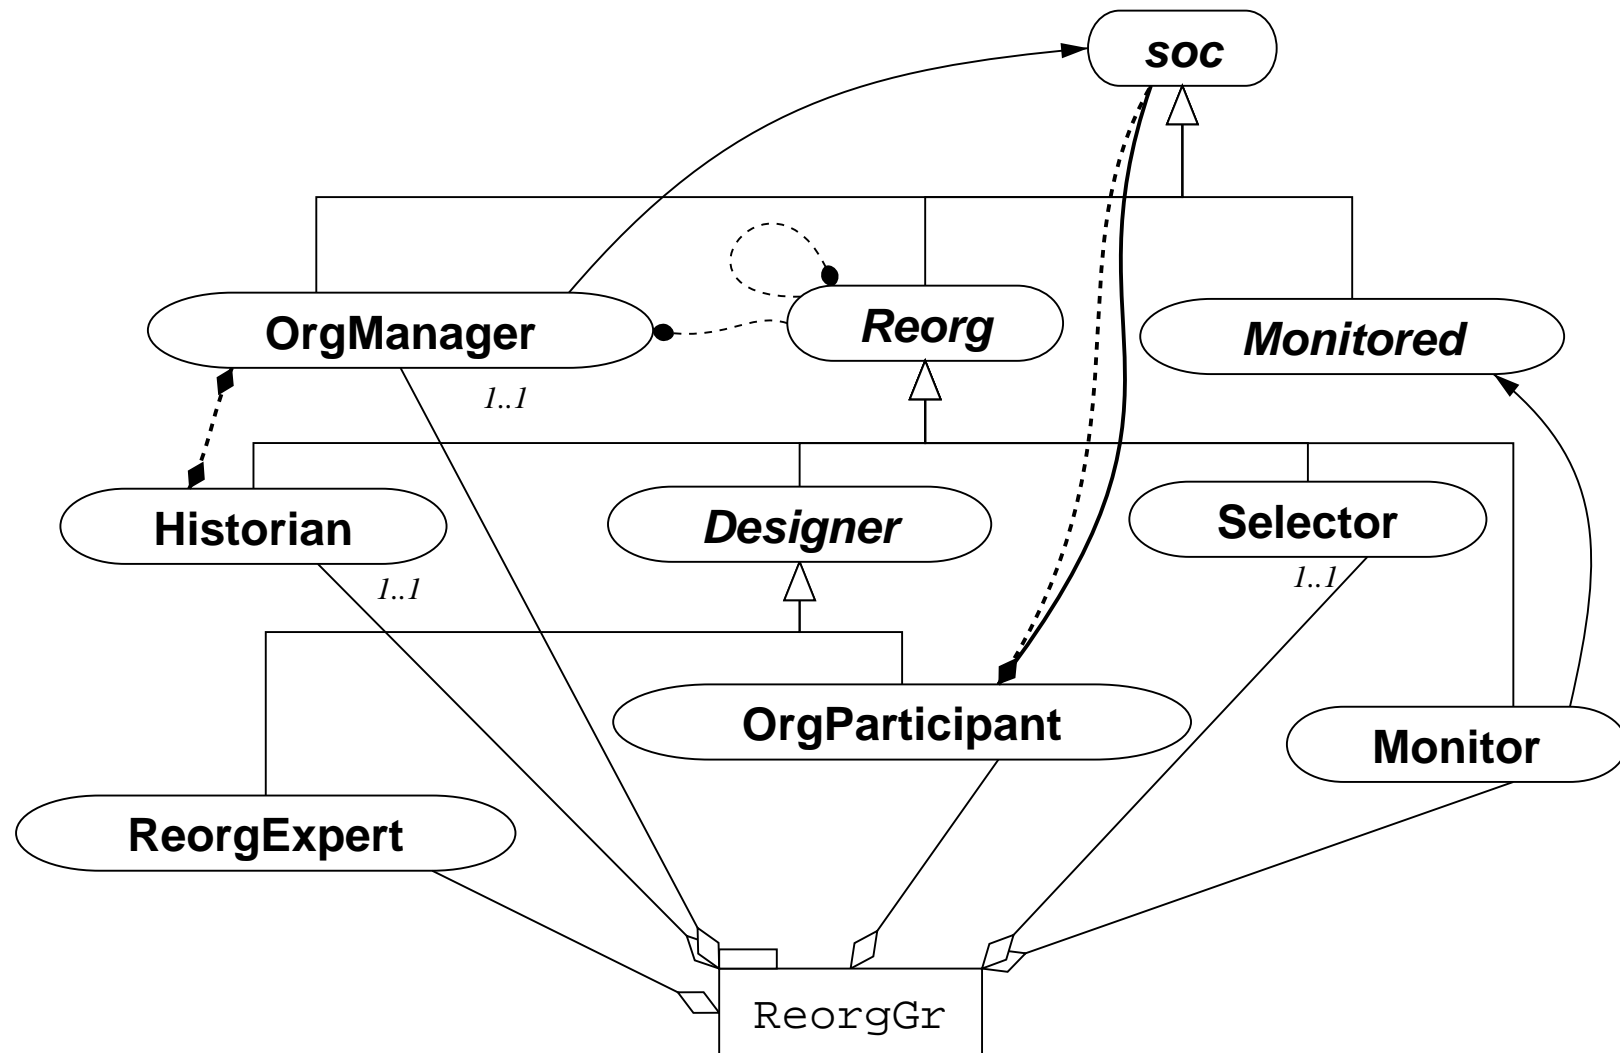 soc
OrgManager
Reorg
Monitored
1..1
Historian
Designer
Selector
1..1
1..1
OrgParticipant
Monitor
ReorgExpert
ReorgGr